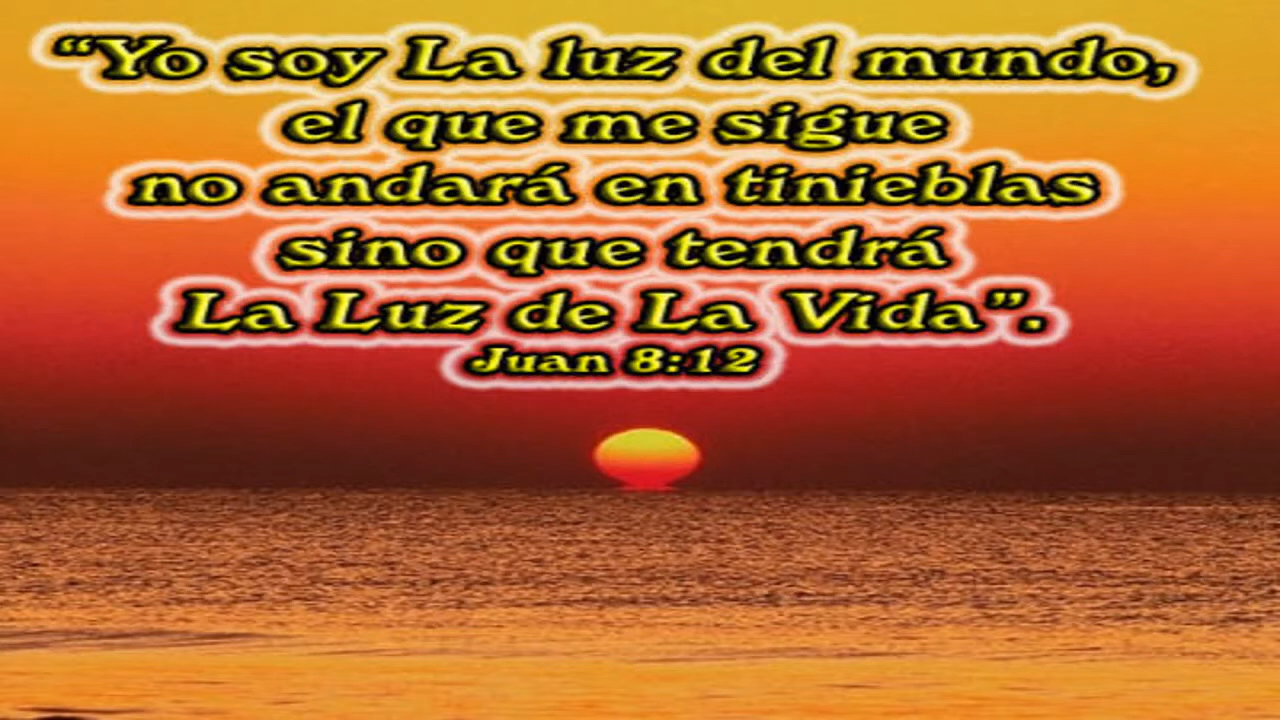 “Yo soy La luz del mundo,
el que me sigue
no andará en tinieblas
sino que tendrá
La Luz de La Vida”.
Juan 8:12